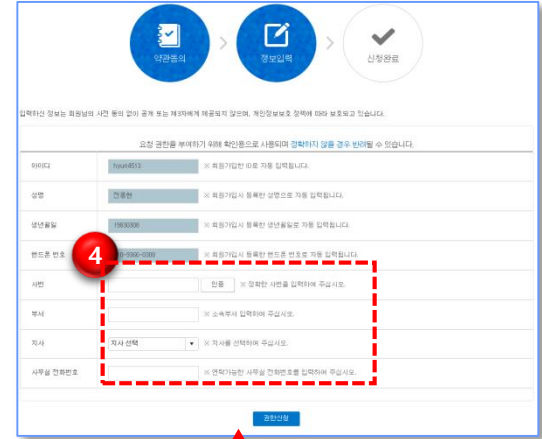 약관동의
정보입력
신청완료
입력하신 정보는 회원님의 사전 동의 없이 공개 또는 제3자에게 제공되지 않으며, 개인정보보호 정책에 따라 보호되고 있습니다.
요청 권한을 부여하기 위해 확인용으로 사용되며 정확하지 않을 경우 반려될 수 있습니다.
아이디 ※ 회원가입한 ID로 자동 입력됩니다.
성명 전종현 ※ 회원가입시 등록한 성명으로 자동 입력됩니다.
생년월일 19830308 ※ 회원가입시 등록한 생년월일로 자동 입력됩니다.
핸드폰 번호 ※ 회원가입시 등록한 핸드폰 번호로 자동 입력됩니다.
4
사번 인증 ※ 정확한 사번을 입력하여 주십시오.
부서 ※ 소속부서 입력하여 주십시오.
지사 지사 선택 ※ 지사를 선택하여 주십시오.
사무실 전화번호 ※ 연락가능한 사무실 전화번호를 입력하여 주십시오.
권한신청